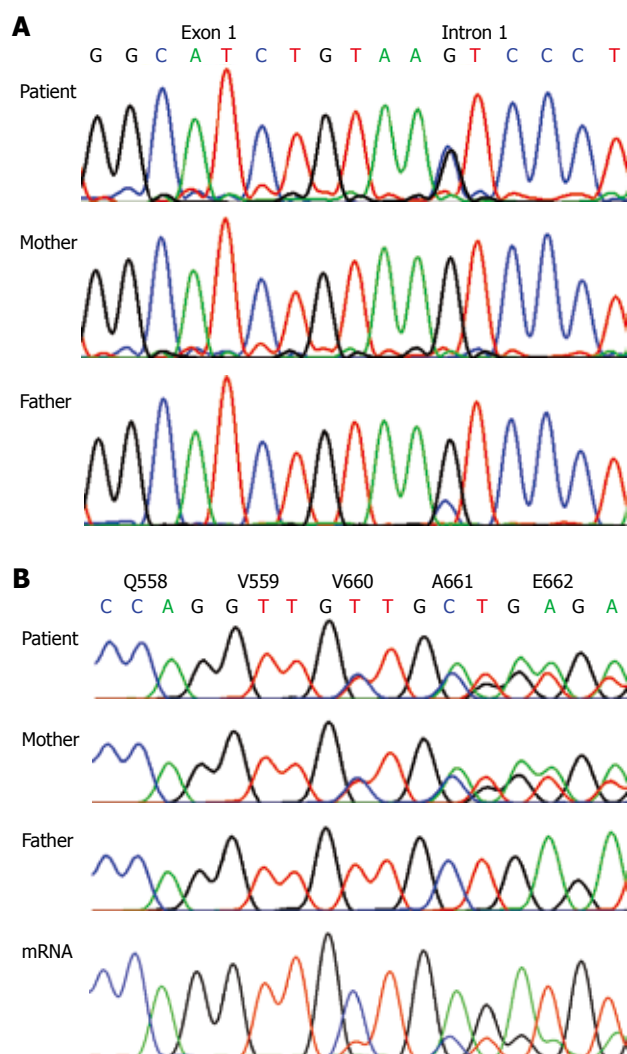 A
Exon 1 Intron 1
G G C A T C T G T A A G T C C C T
Patient
Mother
Father
B
Q558 V559 V660 A661 E662
C C A G G T T G T T G C T G A G A
Patient
Mother
Father
mRNA